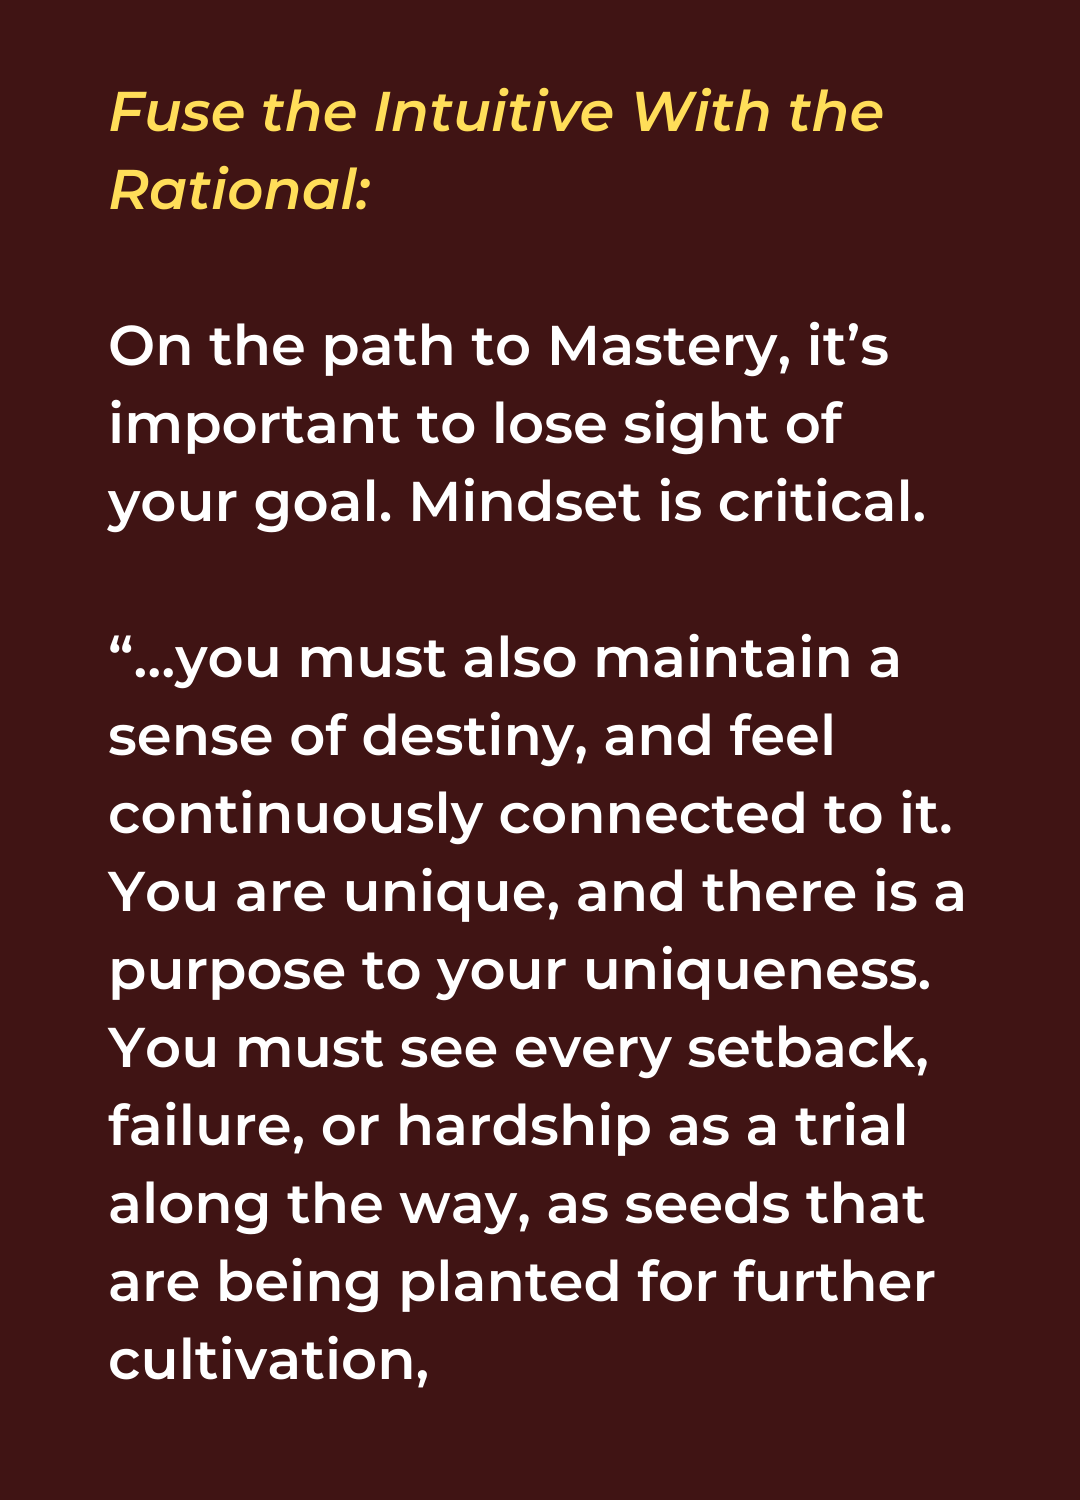 Fuse the Intuitive With the
Rational:
On the path to Mastery, it’s
important to lose sight of
your goal. Mindset is critical.
“...you must also maintain a
sense of destiny, and feel
continuously connected to it.
You are unique, and there is a
purpose to your uniqueness.
You must see every setback,
failure, or hardship as a trial
along the way, as seeds that
are being planted for further
cultivation,